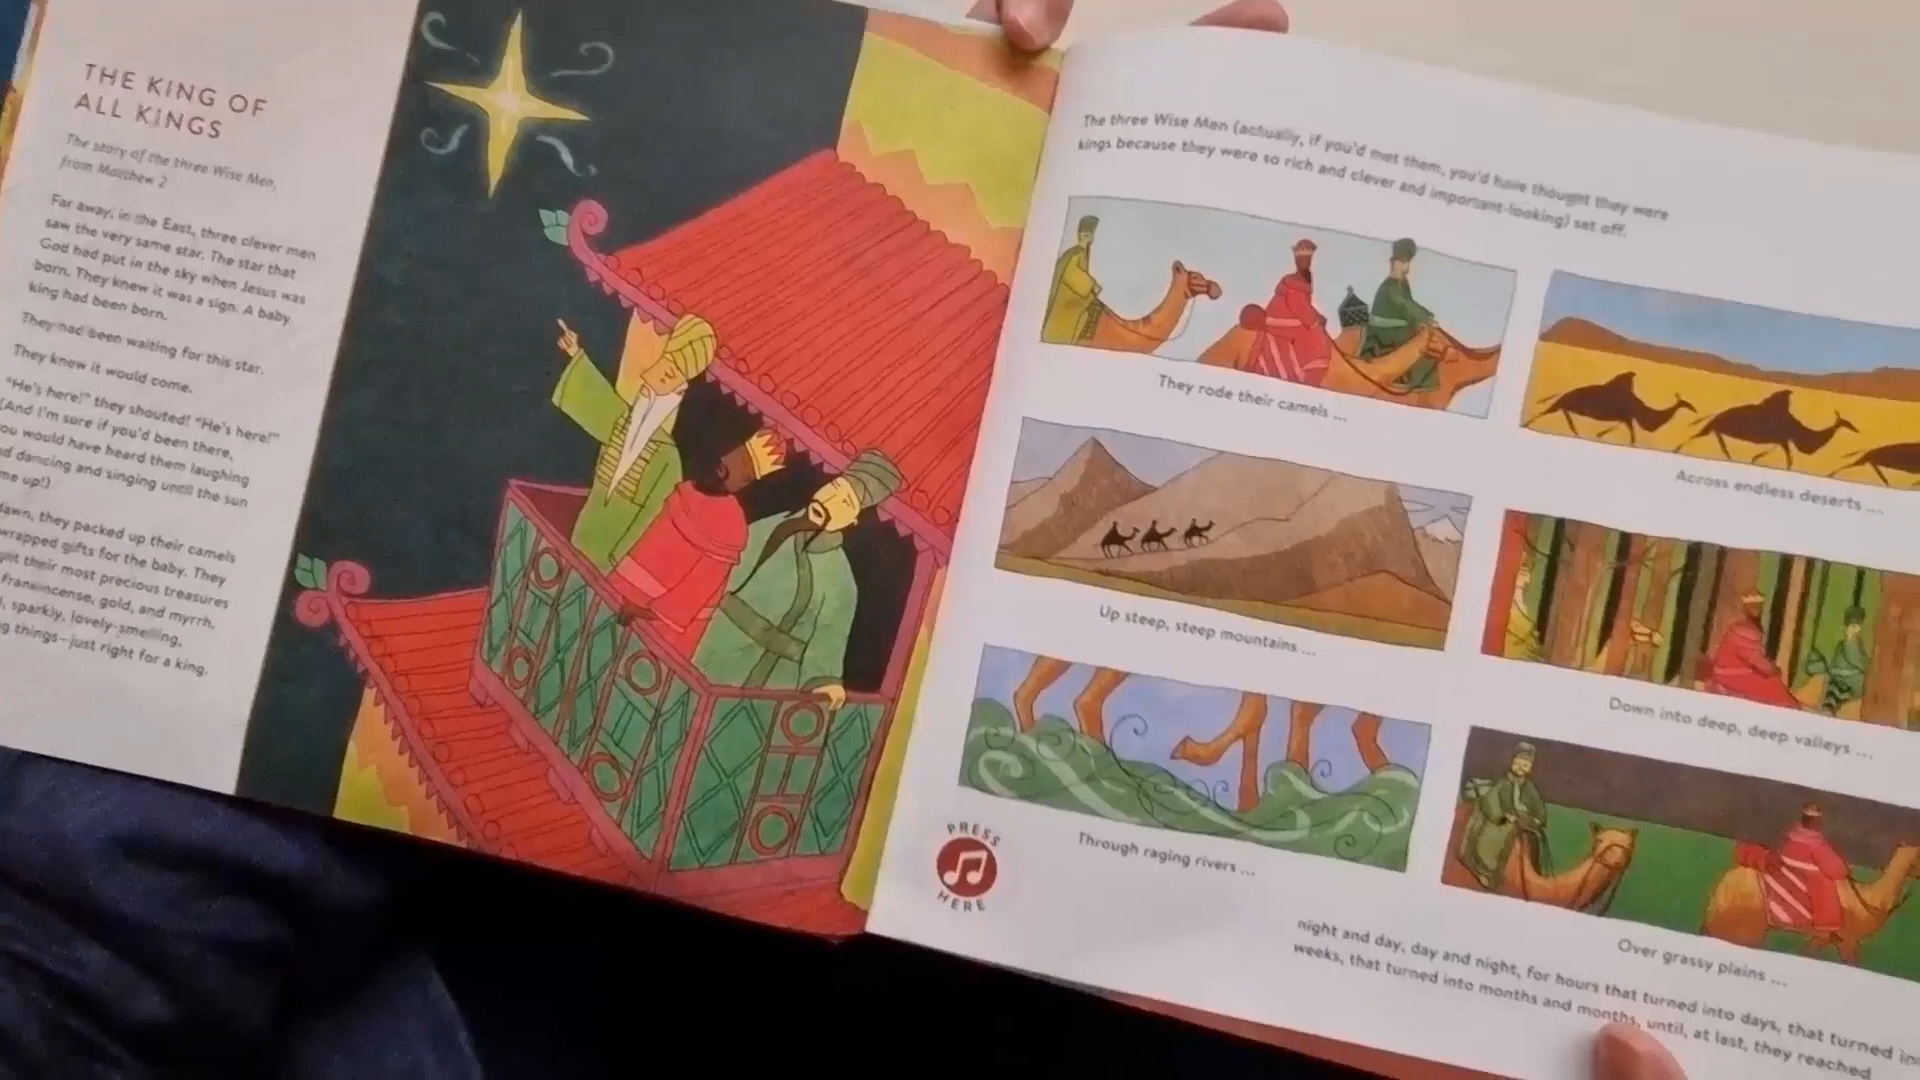 THE KING OF
ALL KINGS
The story of the three Wise Men,
from Matthew 2
Far away, in the East, three clever men
saw the very same star. The star that
God had put in the sky when Jesus was
born. They knew it was a sign. A baby
king had been born.
They had been waiting for this star.
They knew it would come.
"He's here!" they shouted! "He's here!"
(And I'm sure if you'd been there,
ou would have heard them laughing
d dancing and singing until the sun
me up!)
dawn, they packed up their camels
wrapped gifts for the baby. They
their most precious treasures
frankincense, gold, and myrrh.
sparkly, lovely-smelling,
g things—just right for a king.
The three Wise Men (actually, if you'd met them, you'd have thought they were
kings because they were so rich and clever and important-looking) set off.
They rode their camels ...
Across endless deserts ...
Up steep, steep mountains ...
Down into deep, deep valleys ...
Through raging rivers ...
Over grassy plains ...
PRESS
HERE
night and day, day and night, for hours that turned into days, that turned in
weeks, that turned into months and months, until, at last, they reached